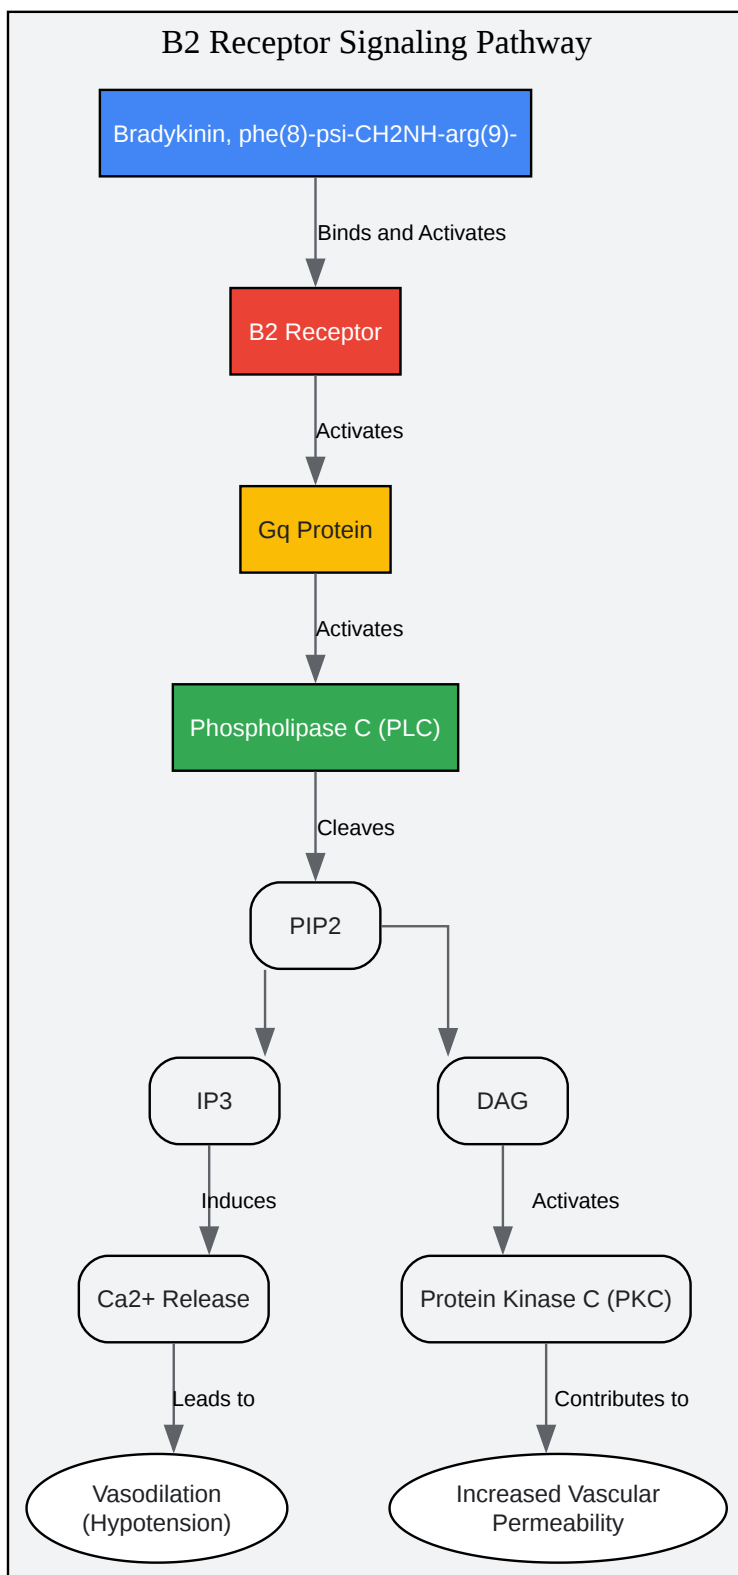 B2 Receptor Signaling Pathway
Bradykinin, phe(8)-psi-CH2NH-arg(9)-
Binds and Activates
B2 Receptor
Activates
Gq Protein
Activates
Phospholipase C (PLC)
Cleaves
PIP2
IP3
DAG
Induces
Activates
Ca2+ Release
Protein Kinase C (PKC)
Leads to
Contributes to
Vasodilation
(Hypotension)
Increased Vascular
Permeability